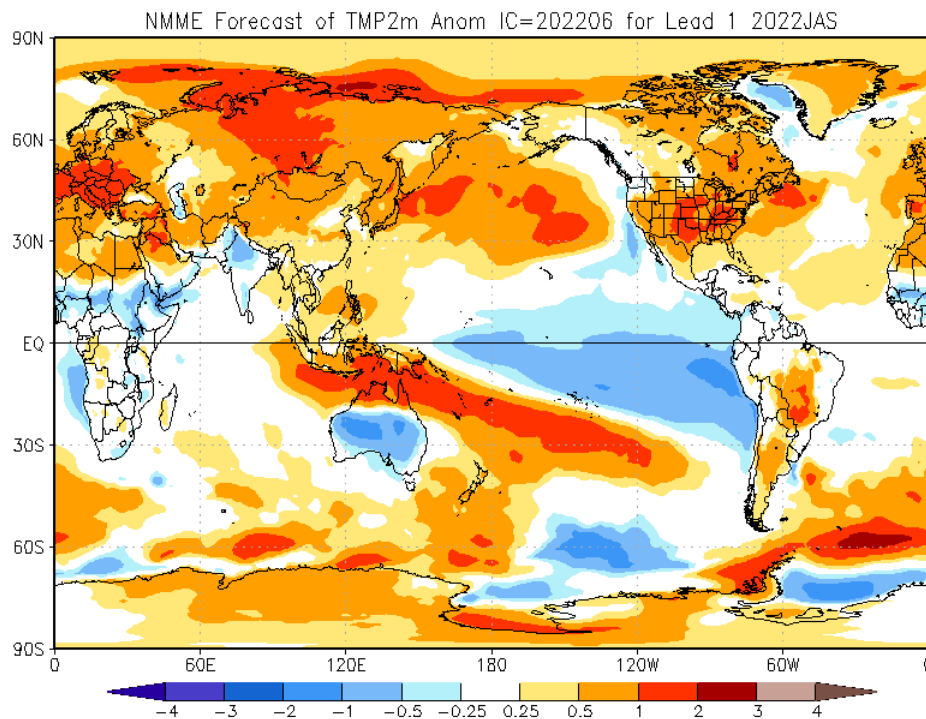 NMME Forecast of TMP2m Anom IC=202206 for Lead 1 2022JAS
90N
60N
30N
EQ
30S
60S
90S
0 60E 120E 180 120W 60W 0
-4 -3 -2 -1 -0.5 -0.25 0.25 0.5 1 2 3 4